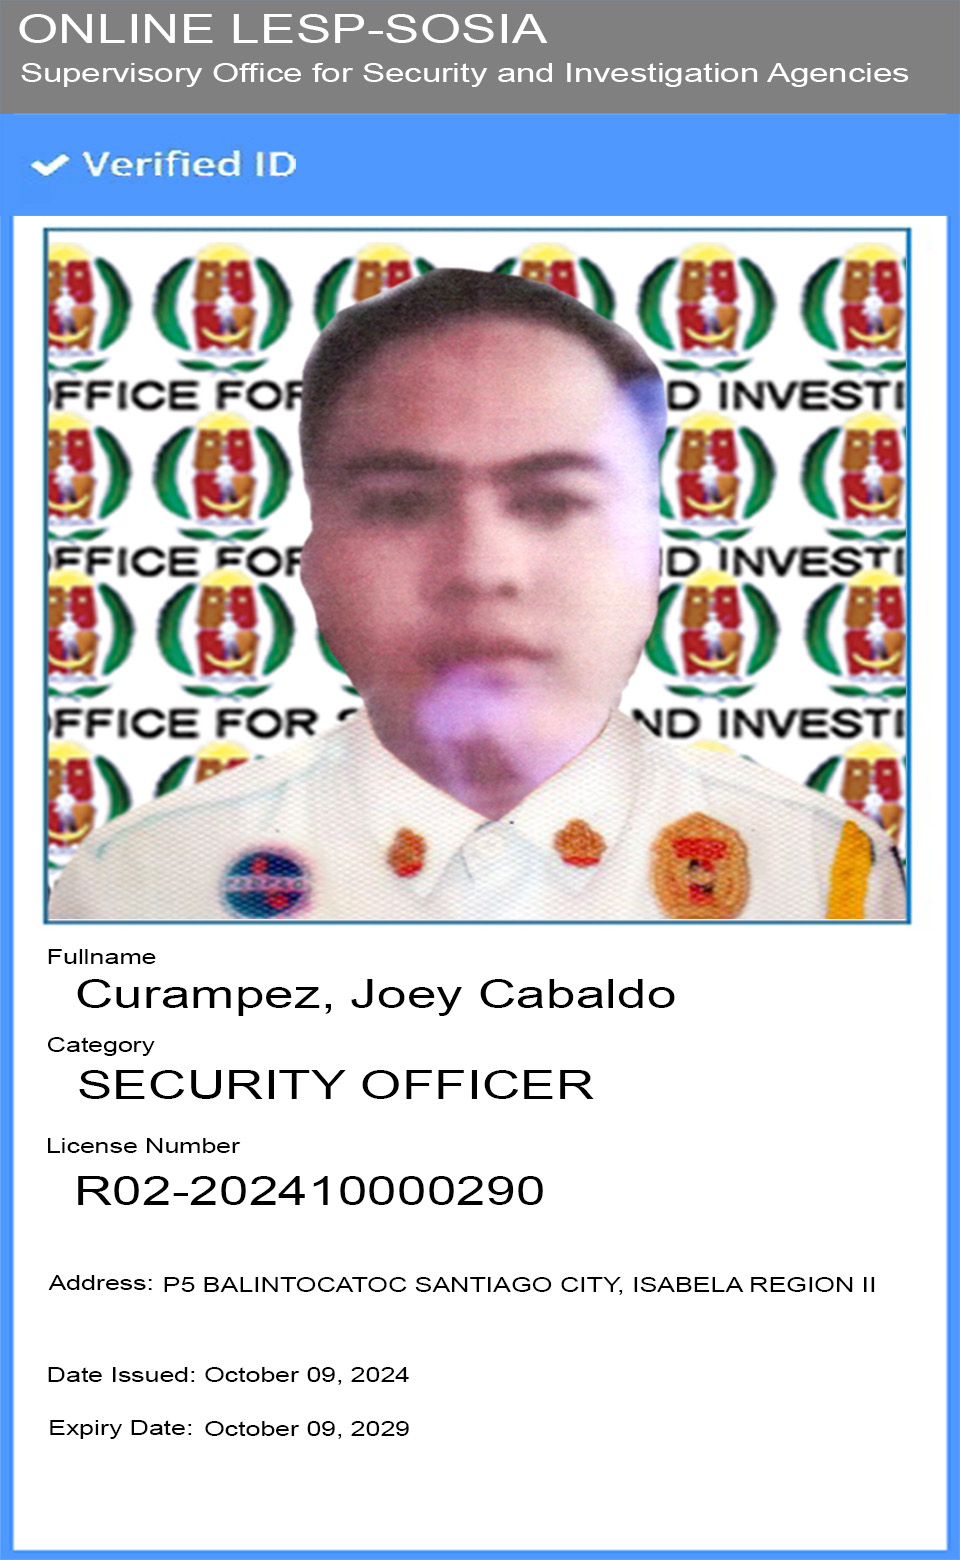 ONLINE LESP-SOSIA
Supervisory Office for Security and Investigation Agencies
Verified ID
FFICE FOR D INVESTI
FFICE FOR ND INVESTI
FFICE FOR S ND INVESTI
Fullname
Curampez, Joey Cabaldo
Category
SECURITY OFFICER
License Number
R02-202410000290
Address: P5 BALINTOCATOC SANTIAGO CITY, ISABELA REGION II
Date Issued: October 09, 2024
Expiry Date: October 09, 2029